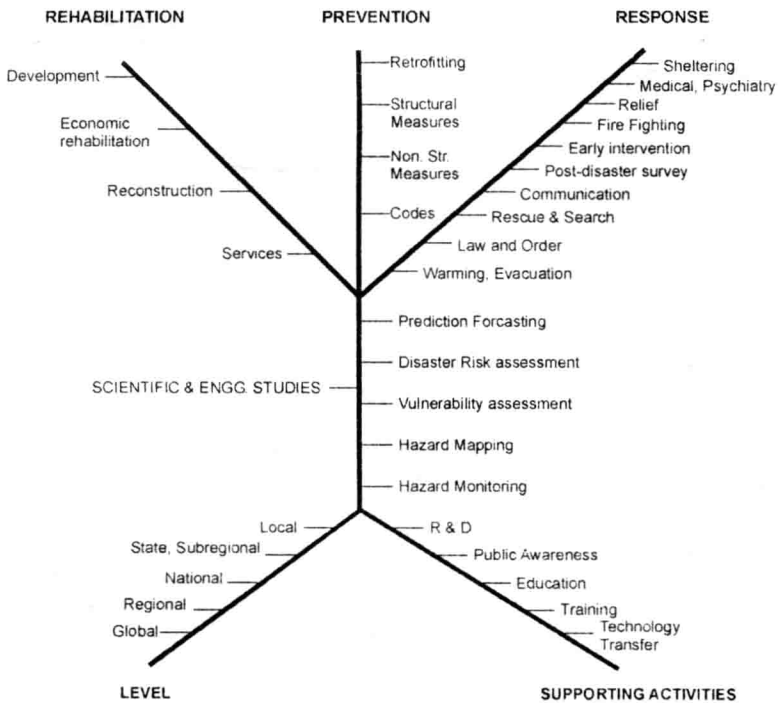 REHABILITATION
PREVENTION
RESPONSE
Development
Economic
rehabilitation
Reconstruction
Services
Retrofitting
Structural
Measures
Non. Str.
Measures
Codes
Sheltering
Medical, Psychiatry
Relief
Fire Fighting
Early intervention
Post-disaster survey
Communication
Rescue & Search
Law and Order
Warming, Evacuation
Prediction Forcasting
Disaster Risk assessment
SCIENTIFIC & ENGG. STUDIES
Vulnerability assessment
Hazard Mapping
Hazard Monitoring
Local
State, Subregional
National
Regional
Global
LEVEL
R & D
Public Awareness
Education
Training
Technology
Transfer
SUPPORTING ACTIVITIES